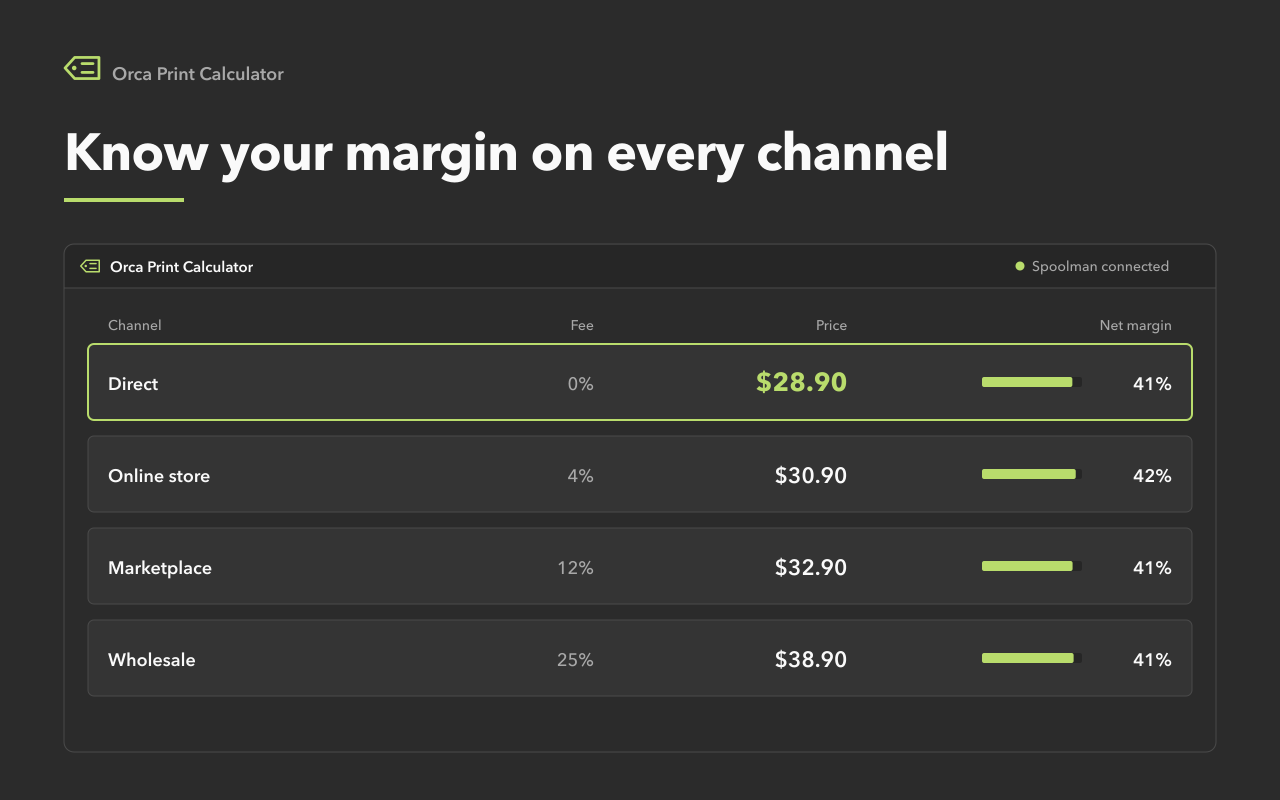 Orca Print Calculator
Know your margin on every channel
Orca Print Calculator Spoolman connected
Channel Fee Price Net margin
Direct 0% $28.90 41%
Online store 4% $30.90 42%
Marketplace 12% $32.90 41%
Wholesale 25% $38.90 41%